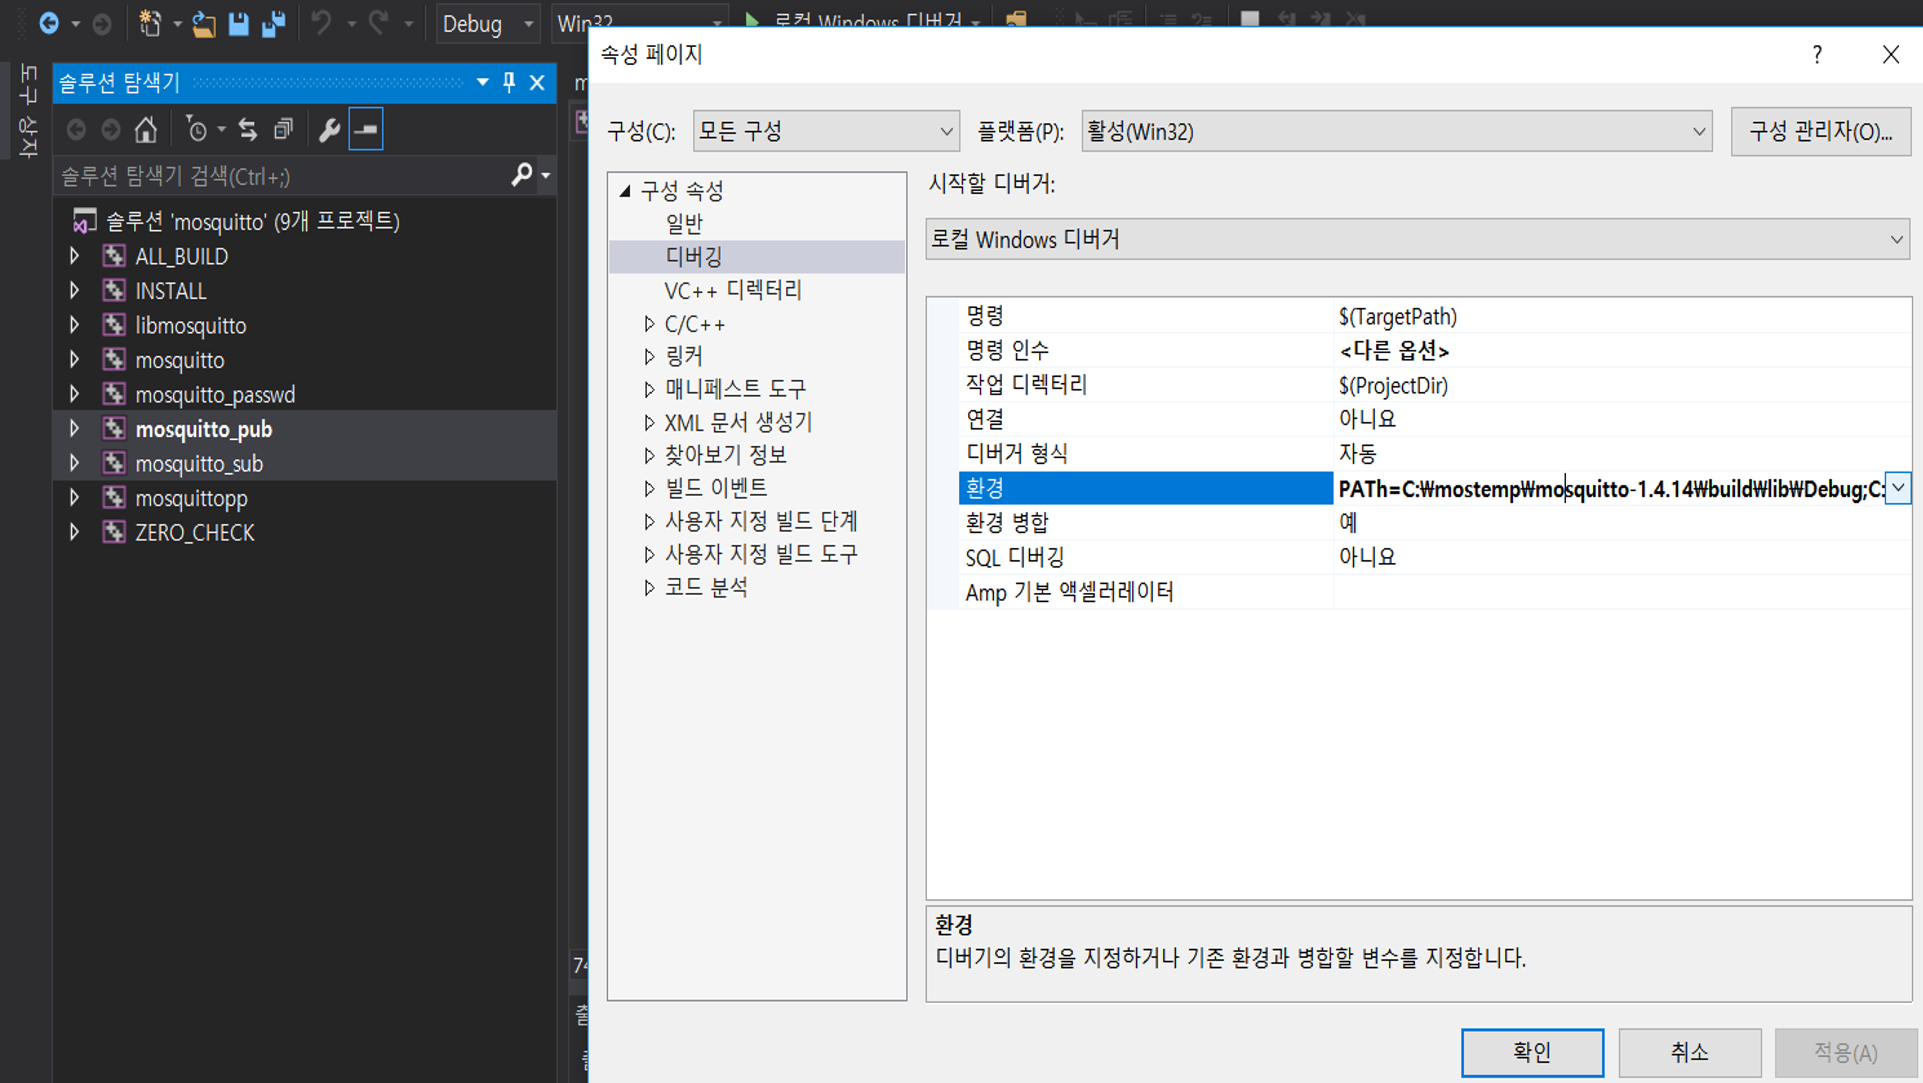 Debug
Win32
로컬 Windows 디버거
도구 상자
솔루션 탐색기
솔루션 탐색기 검색(Ctrl+;)
솔루션 'mosquitto' (9개 프로젝트)
ALL_BUILD
INSTALL
libmosquitto
mosquitto
mosquitto_passwd
mosquitto_pub
mosquitto_sub
mosquittopp
ZERO_CHECK
74
속성 페이지
?
구성(C):
모든 구성
플랫폼(P):
활성(Win32)
구성 관리자(O)...
구성 속성
일반
디버깅
VC++ 디렉터리
C/C++
링커
매니페스트 도구
XML 문서 생성기
찾아보기 정보
빌드 이벤트
사용자 지정 빌드 단계
사용자 지정 빌드 도구
코드 분석
시작할 디버거:
로컬 Windows 디버거
명령 $(TargetPath)
명령 인수 <다른 옵션>
작업 디렉터리 $(ProjectDir)
연결 아니요
디버거 형식 자동
환경 PATh=C:₩mostemp₩mosquitto-1.4.14₩build₩lib₩Debug;C:
환경 병합 예
SQL 디버깅 아니요
Amp 기본 액셀러레이터
환경
디버기의 환경을 지정하거나 기존 환경과 병합할 변수를 지정합니다.
확인
취소
적용(A)